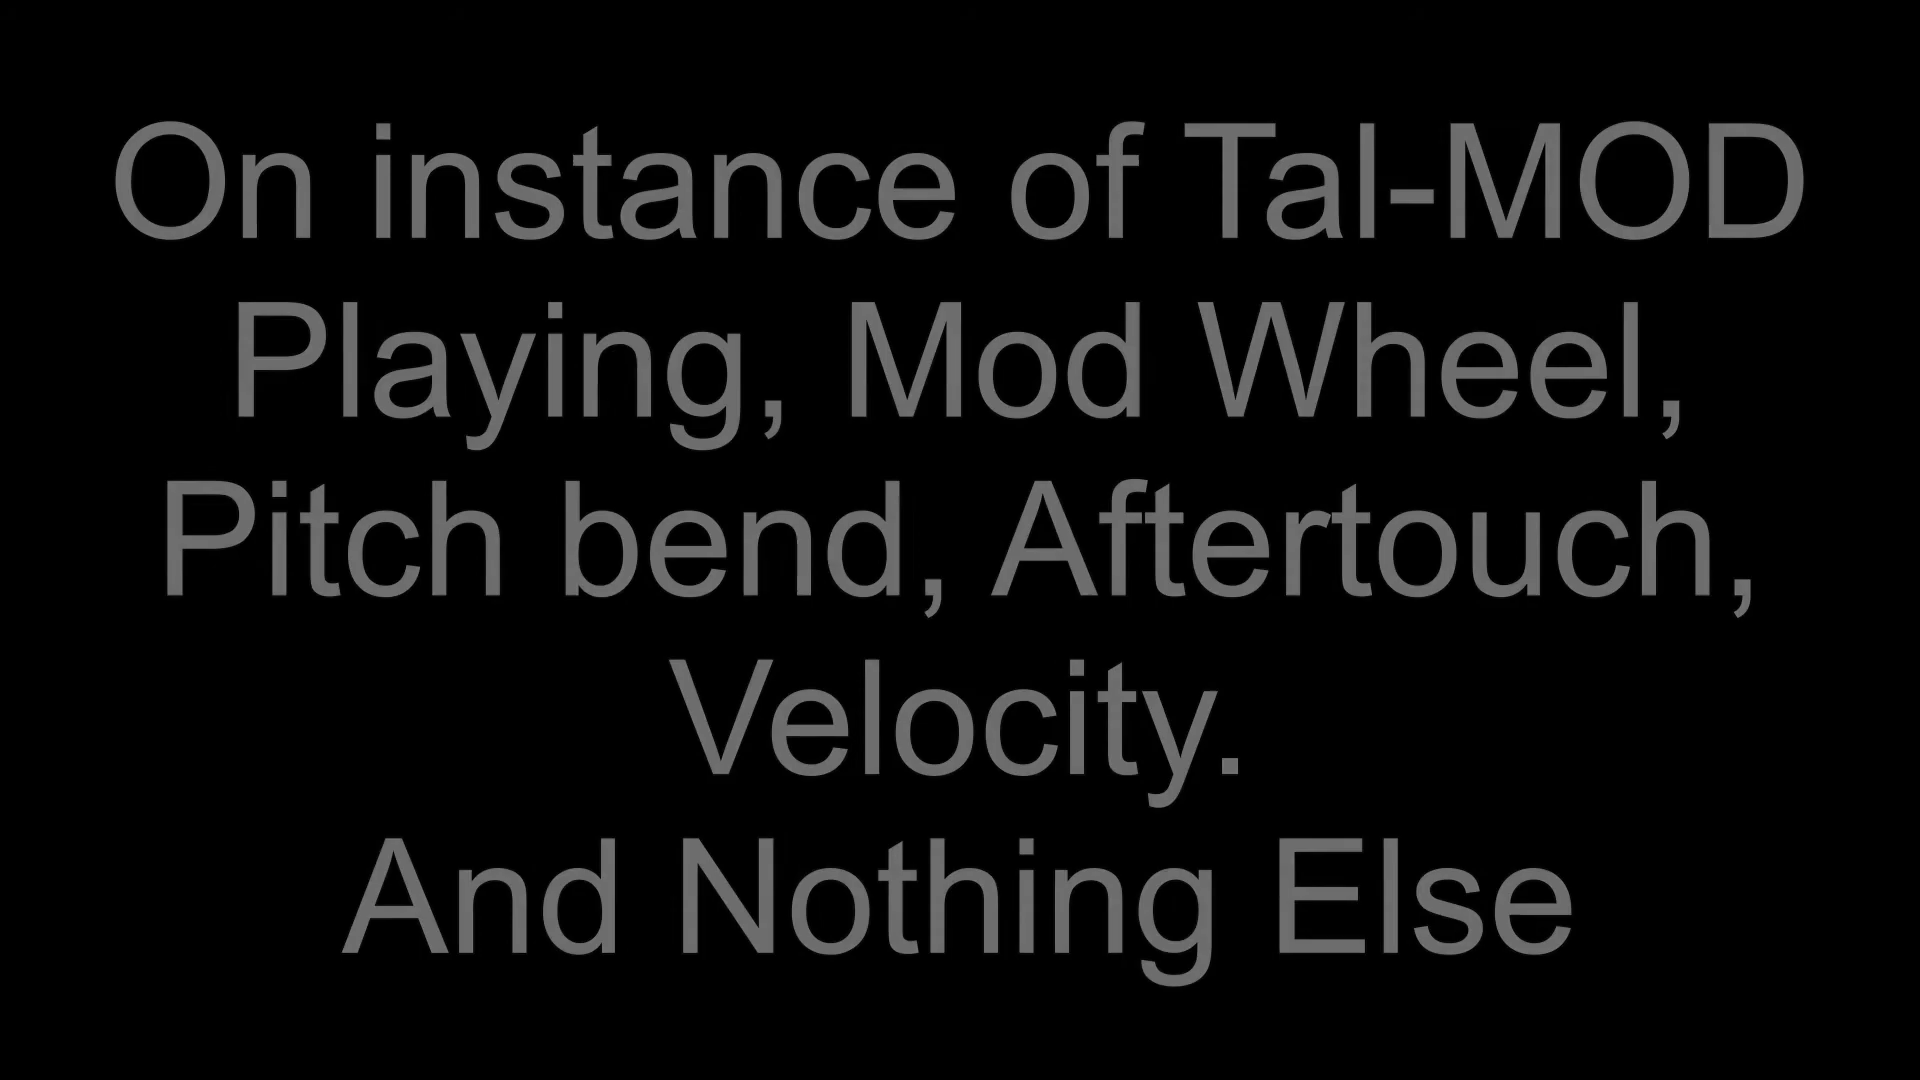 On instance of Tal-MOD
Playing, Mod Wheel,
Pitch bend, Aftertouch,
Velocity.
And Nothing Else